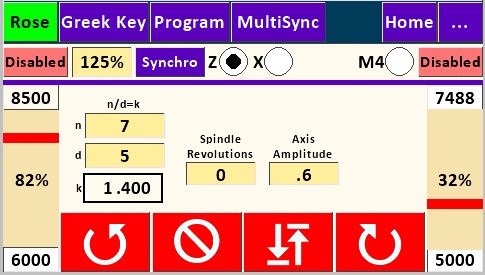 Rose Greek Key Program MultiSync Home ...
Disabled 125% Synchro Z X M4 Disabled
8500 n/d=k 7488
n 7
d 5
k 1.400
Spindle Revolutions
0
Axis Amplitude
.6
82% 32%
6000 5000